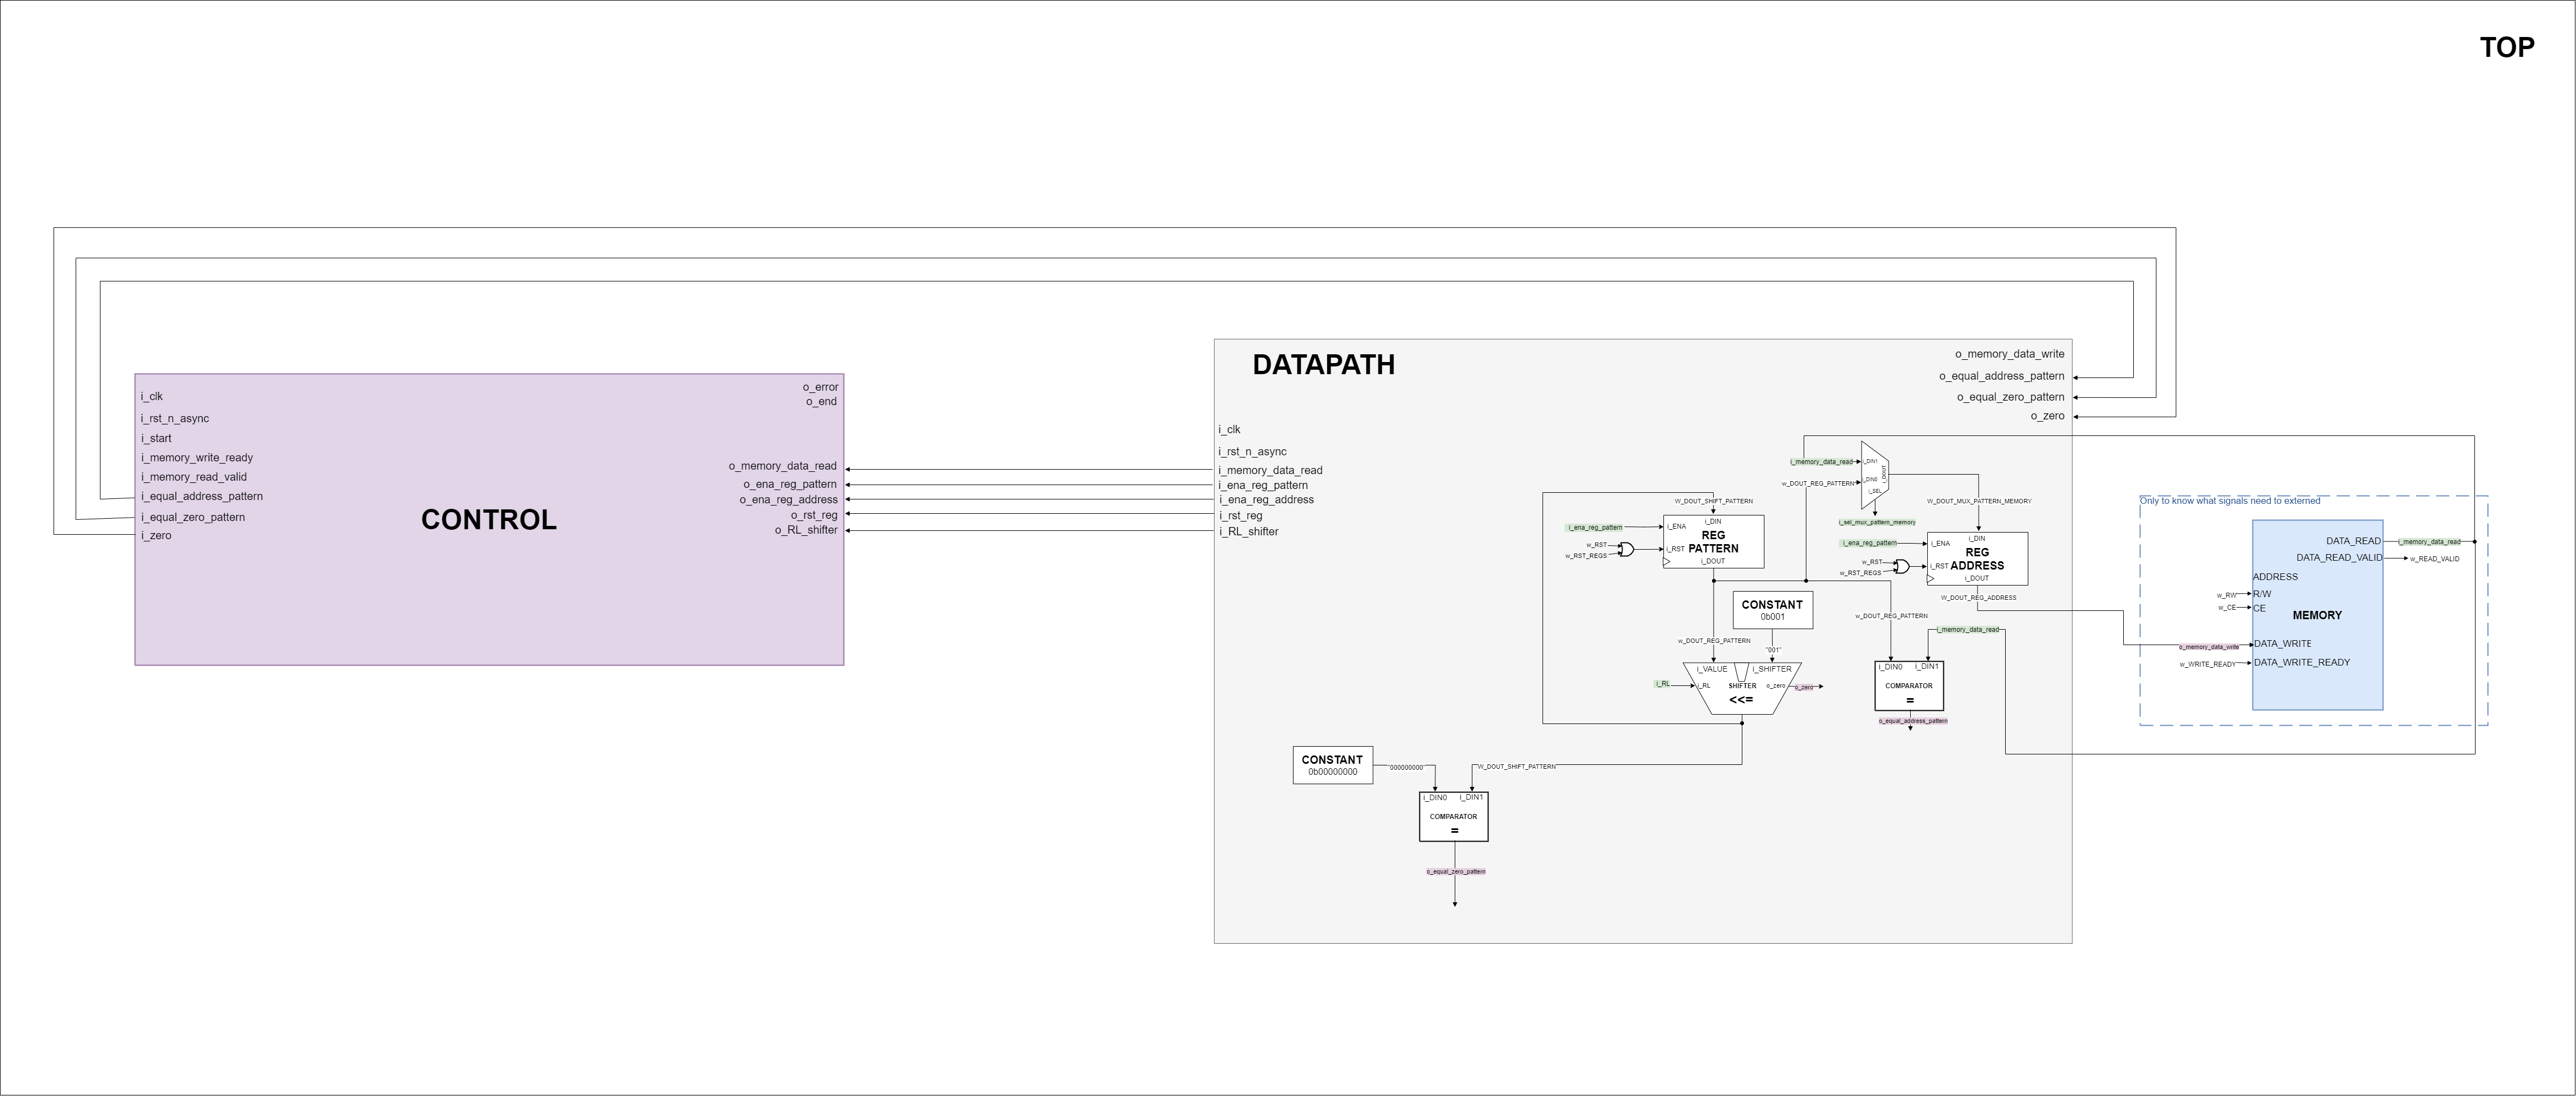 TOP
CONTROL
i_clk
i_rst_n_async
i_start
i_memory_write_ready
i_memory_read_valid
i_equal_address_pattern
i_equal_zero_pattern
i_zero
o_error
o_end
o_memory_data_read
o_ena_reg_pattern
o_ena_reg_address
o_rst_reg
o_RL_shifter
DATAPATH
i_clk
i_rst_n_async
i_memory_data_read
i_ena_reg_pattern
i_ena_reg_address
i_rst_reg
i_RL_shifter
o_memory_data_write
o_equal_address_pattern
o_equal_zero_pattern
o_zero
i_memory_data_read
w_DOUT_REG_PATTERN
i_DIN1
i_DIN0
i_DOUT
i_SEL
i_sel_mux_pattern_memory
W_DOUT_MUX_PATTERN_MEMORY
W_DOUT_SHIFT_PATTERN
i_ena_reg_pattern
w_RST
w_RST_REGS
i_DIN
i_ENA
REG
i_RST PATTERN
i_DOUT
i_ena_reg_pattern
w_RST
w_RST_REGS
i_DIN
i_ENA
REG
i_RST ADDRESS
i_DOUT
W_DOUT_REG_ADDRESS
CONSTANT
0b001
w_DOUT_REG_PATTERN
"001"
w_DOUT_REG_PATTERN
i_memory_data_read
i_VALUE
i_SHIFTER
i_RL
i_RL
SHIFTER
o_zero
o_zero
<<=
i_DIN0
i_DIN1
COMPARATOR
=
o_equal_address_pattern
CONSTANT
0b00000000
"000000000
W_DOUT_SHIFT_PATTERN
i_DIN0
i_DIN1
COMPARATOR
=
o_equal_zero_pattern
Only to know what signals need to externed
DATA_READ
i_memory_data_read
DATA_READ_VALID
w_READ_VALID
ADDRESS
w_RW
R/W
w_CE
CE
MEMORY
o_memory_data_write
DATA_WRITE
w_WRITE_READY
DATA_WRITE_READY